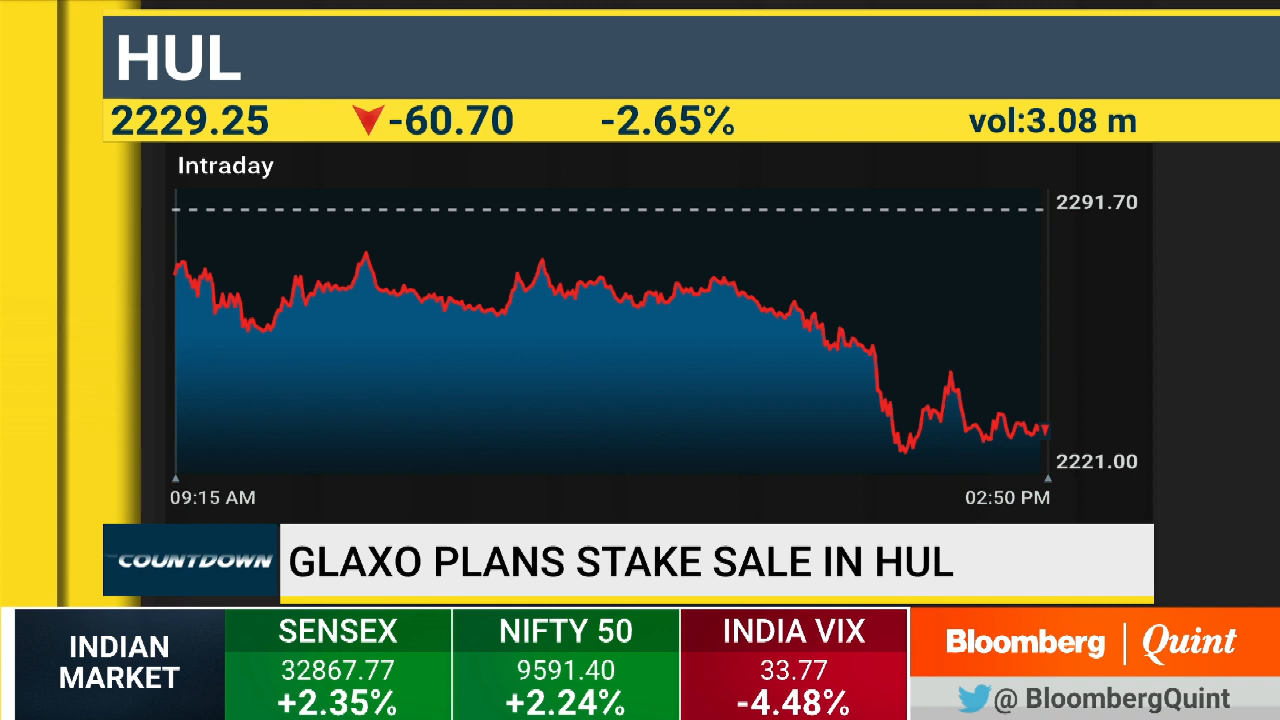 HUL
2229.25 -60.70 -2.65% vol:3.08 m
Intraday
2291.70
2221.00
09:15 AM 02:50 PM
COUNTDOWN
GLAXO PLANS STAKE SALE IN HUL
INDIAN
MARKET
SENSEX
32867.77
+2.35%
NIFTY 50
9591.40
+2.24%
INDIA VIX
33.77
-4.48%
Bloomberg | Quint
@ BloombergQuint